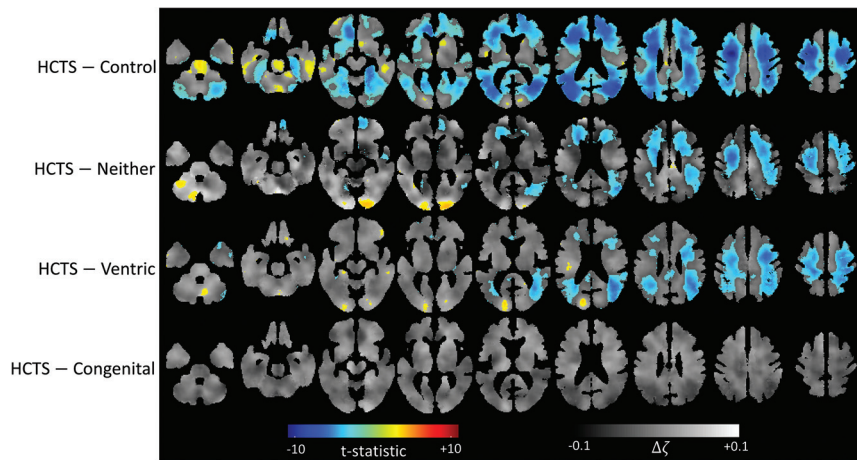 HCTS – Control
HCTS – Neither
HCTS – Ventric
HCTS – Congenital
-10 t-statistic +10
-0.1 Δζ +0.1